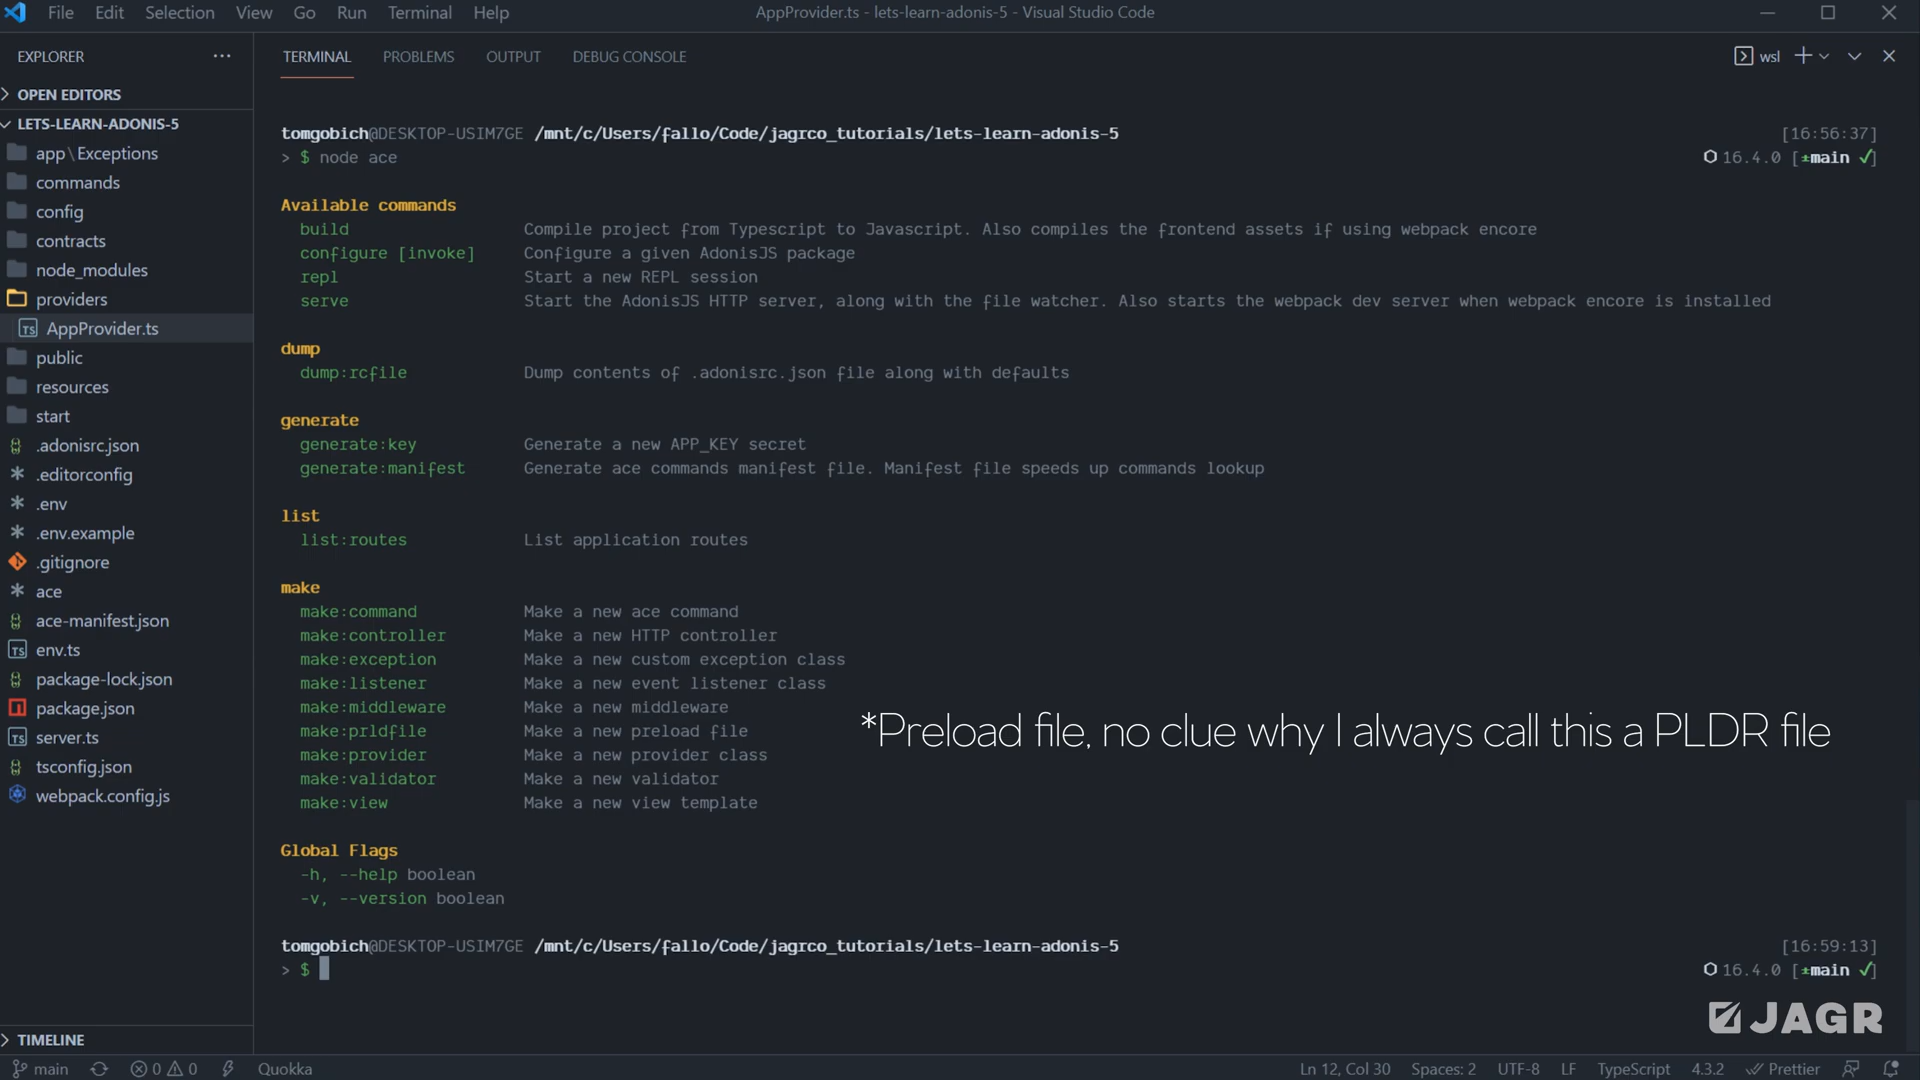 File Edit Selection View Go Run Terminal Help
AppProvider.ts - lets-learn-adonis-5 - Visual Studio Code
EXPLORER
OPEN EDITORS
LETS-LEARN-ADONIS-5
app\Exceptions
commands
config
contracts
node_modules
providers
AppProvider.ts
public
resources
start
.adonisrc.json
.editorconfig
.env
.env.example
.gitignore
ace
ace-manifest.json
env.ts
package-lock.json
package.json
server.ts
tsconfig.json
webpack.config.js
TIMELINE
TERMINAL PROBLEMS OUTPUT DEBUG CONSOLE
wsl
tomgobich@DESKTOP-USIM7GE /mnt/c/Users/fallo/Code/jagrco_tutorials/lets-learn-adonis-5 [16:56:37]
> $ node ace 16.4.0 [±main ✓]
Available commands
build Compile project from Typescript to Javascript. Also compiles the frontend assets if using webpack encore
configure [invoke] Configure a given AdonisJS package
repl Start a new REPL session
serve Start the AdonisJS HTTP server, along with the file watcher. Also starts the webpack dev server when webpack encore is installed
dump
dump:rcfile Dump contents of .adonisrc.json file along with defaults
generate
generate:key Generate a new APP_KEY secret
generate:manifest Generate ace commands manifest file. Manifest file speeds up commands lookup
list
list:routes List application routes
make
make:command Make a new ace command
make:controller Make a new HTTP controller
make:exception Make a new custom exception class
make:listener Make a new event listener class
make:middleware Make a new middleware
make:prldfile Make a new preload file
make:provider Make a new provider class
make:validator Make a new validator
make:view Make a new view template
*Preload file, no clue why I always call this a PLDR file
Global Flags
-h, --help boolean
-v, --version boolean
tomgobich@DESKTOP-USIM7GE /mnt/c/Users/fallo/Code/jagrco_tutorials/lets-learn-adonis-5 [16:59:13]
> $ 16.4.0 [±main ✓]
JAGR
main 0 0 Quokka
Ln 12, Col 30 Spaces: 2 UTF-8 LF TypeScript 4.3.2 Prettier